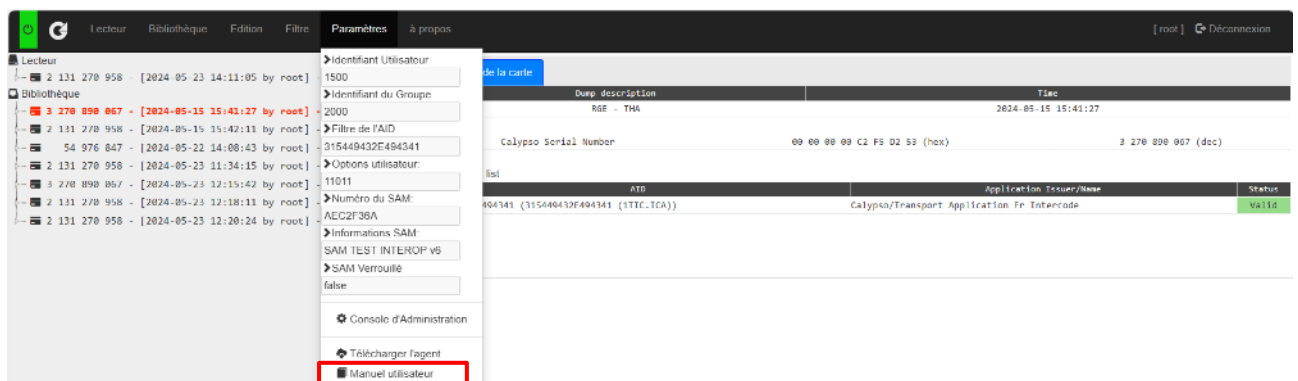 Lecteur Bibliothèque Edition Filtre Paramètres à propos [ root ] Déconnexion
Lecteur
2 131 270 958 - [2024-05-23 14:11:05 by root] -
Bibliothèque
3 270 890 067 - [2024-05-15 15:41:27 by root] -
2 131 270 958 - [2024-05-15 15:42:11 by root] -
54 976 847 - [2024-05-22 14:08:43 by root] -
2 131 270 958 - [2024-05-23 11:34:15 by root] -
3 270 890 067 - [2024-05-23 12:15:42 by root] -
2 131 270 958 - [2024-05-23 12:18:11 by root] -
2 131 270 958 - [2024-05-23 12:20:24 by root] -
Identifiant Utilisateur
1500
Identifiant du Groupe
2000
Filtre de l'AID
315449432E494341
Options utilisateur:
11011
Numéro du SAM:
AEC2F36A
Informations SAM:
SAM TEST INTEROP v6
SAM Verrouillé
false
Console d'Administration
Télécharger l'agent
Manuel utilisateur
de la carte
Dump description Time
RGE - THA 2024-05-15 15:41:27
Calypso Serial Number 00 00 00 00 C2 F5 D2 53 (hex) 3 270 890 067 (dec)
list
AID Application Issuer/Name Status
494341 (315449432E494341 (1TIC.ICA)) Calypso/Transport Application Fr Intercode Valid